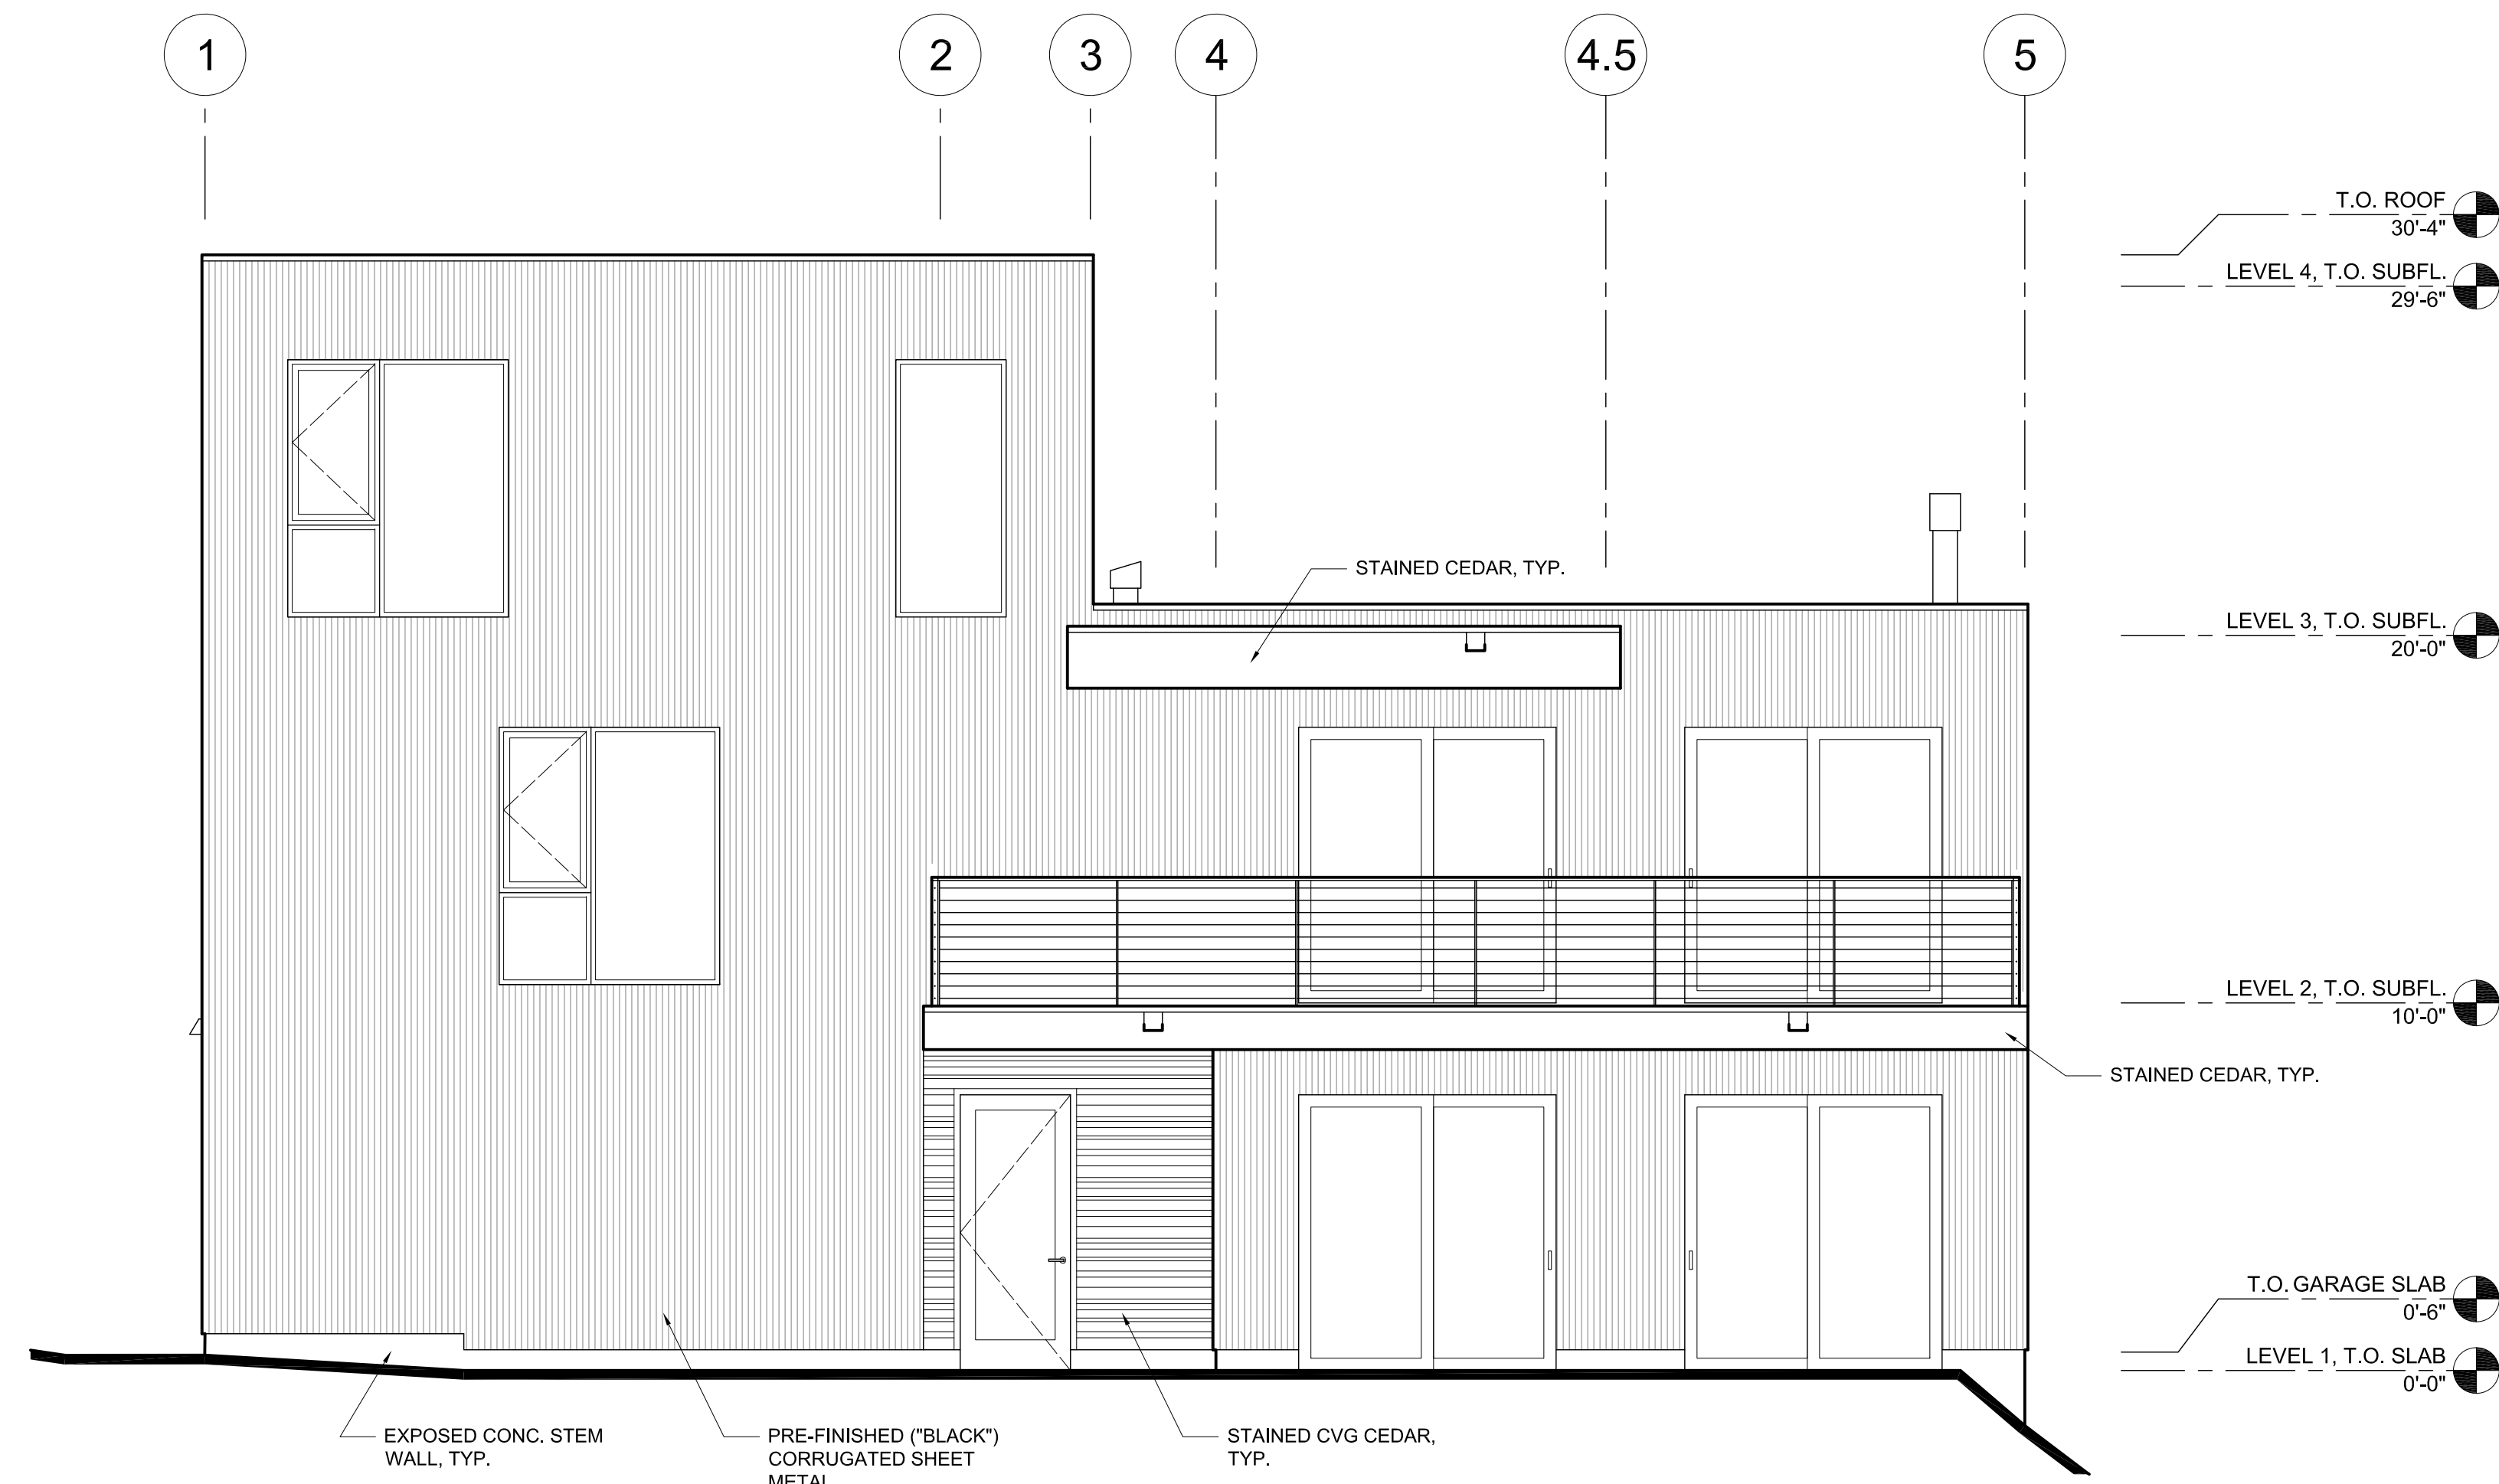 1
2
3
4
4.5
5
T.O. ROOF
30'-4"
LEVEL 4, T.O. SUBFL.
29'-6"
STAINED CEDAR, TYP.
LEVEL 3, T.O. SUBFL.
20'-0"
LEVEL 2, T.O. SUBFL.
10'-0"
STAINED CEDAR, TYP.
T.O. GARAGE SLAB
0'-6"
LEVEL 1, T.O. SLAB
0'-0"
EXPOSED CONC. STEM
WALL, TYP.
PRE-FINISHED ("BLACK")
CORRUGATED SHEET
METAL
STAINED CVG CEDAR,
TYP.